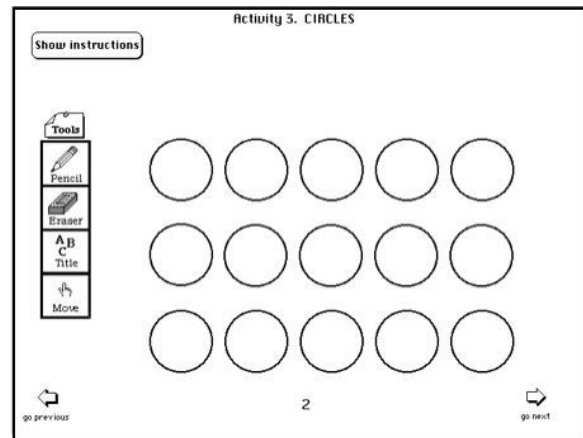 Activity 3. CIRCLES
Show instructions
Tools
Pencil
Eraser
A B
C
Title
Move
go previous
2
go next